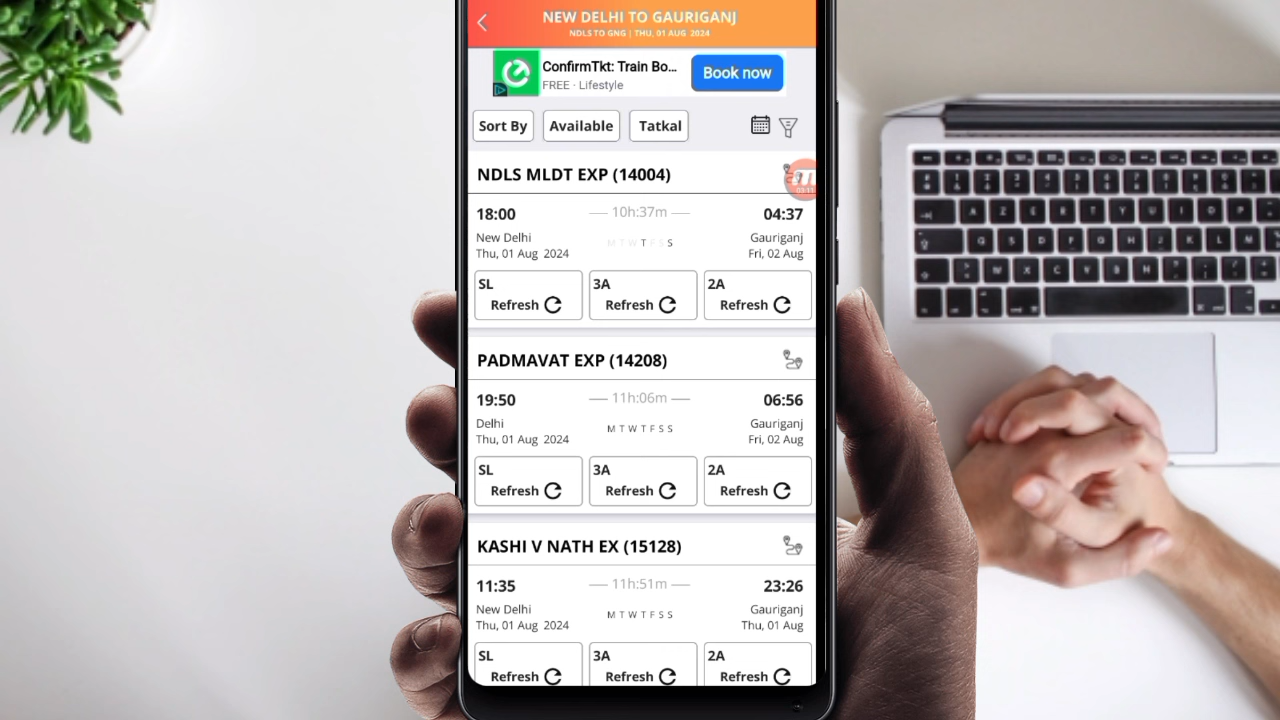 NEW DELHI TO GAURIGANJ
NDLS TO GNG | THU, 01 AUG 2024
ConfirmTkt: Train Bo...
FREE · Lifestyle
Book now
Sort By
Available
Tatkal
NDLS MLDT EXP (14004)
03:11
18:00
10h:37m
04:37
New Delhi
M T W T F S S
Gauriganj
Thu, 01 Aug 2024
Fri, 02 Aug
SL
Refresh
3A
Refresh
2A
Refresh
PADMAVAT EXP (14208)
19:50
11h:06m
06:56
Delhi
M T W T F S S
Gauriganj
Thu, 01 Aug 2024
Fri, 02 Aug
SL
Refresh
3A
Refresh
2A
Refresh
KASHI V NATH EX (15128)
11:35
11h:51m
23:26
New Delhi
M T W T F S S
Gauriganj
Thu, 01 Aug 2024
Thu, 01 Aug
SL
Refresh
3A
Refresh
2A
Refresh